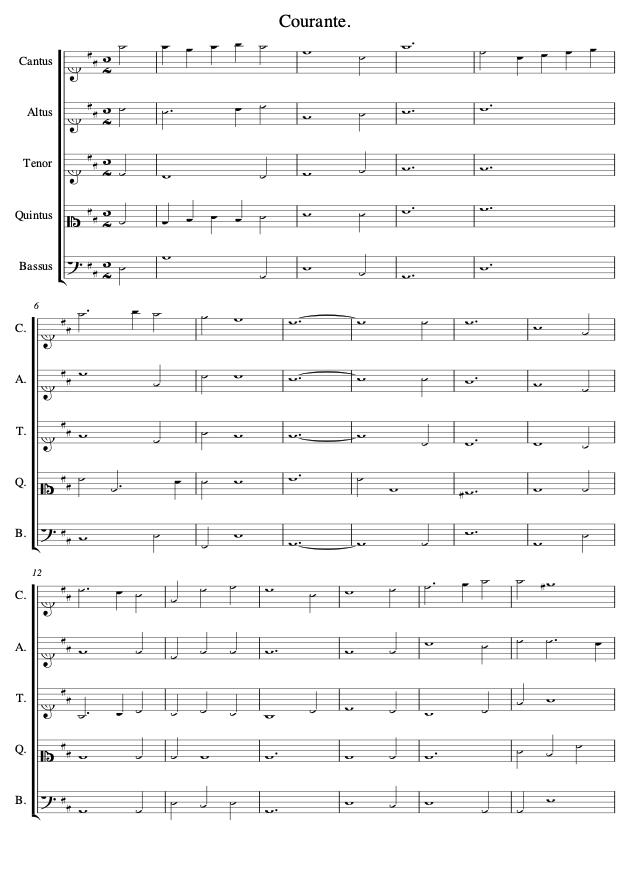 Courante.
Cantus
Altus
Tenor
Quintus
Bassus
6
C.
A.
T.
Q.
B.
12
C.
A.
T.
Q.
B.